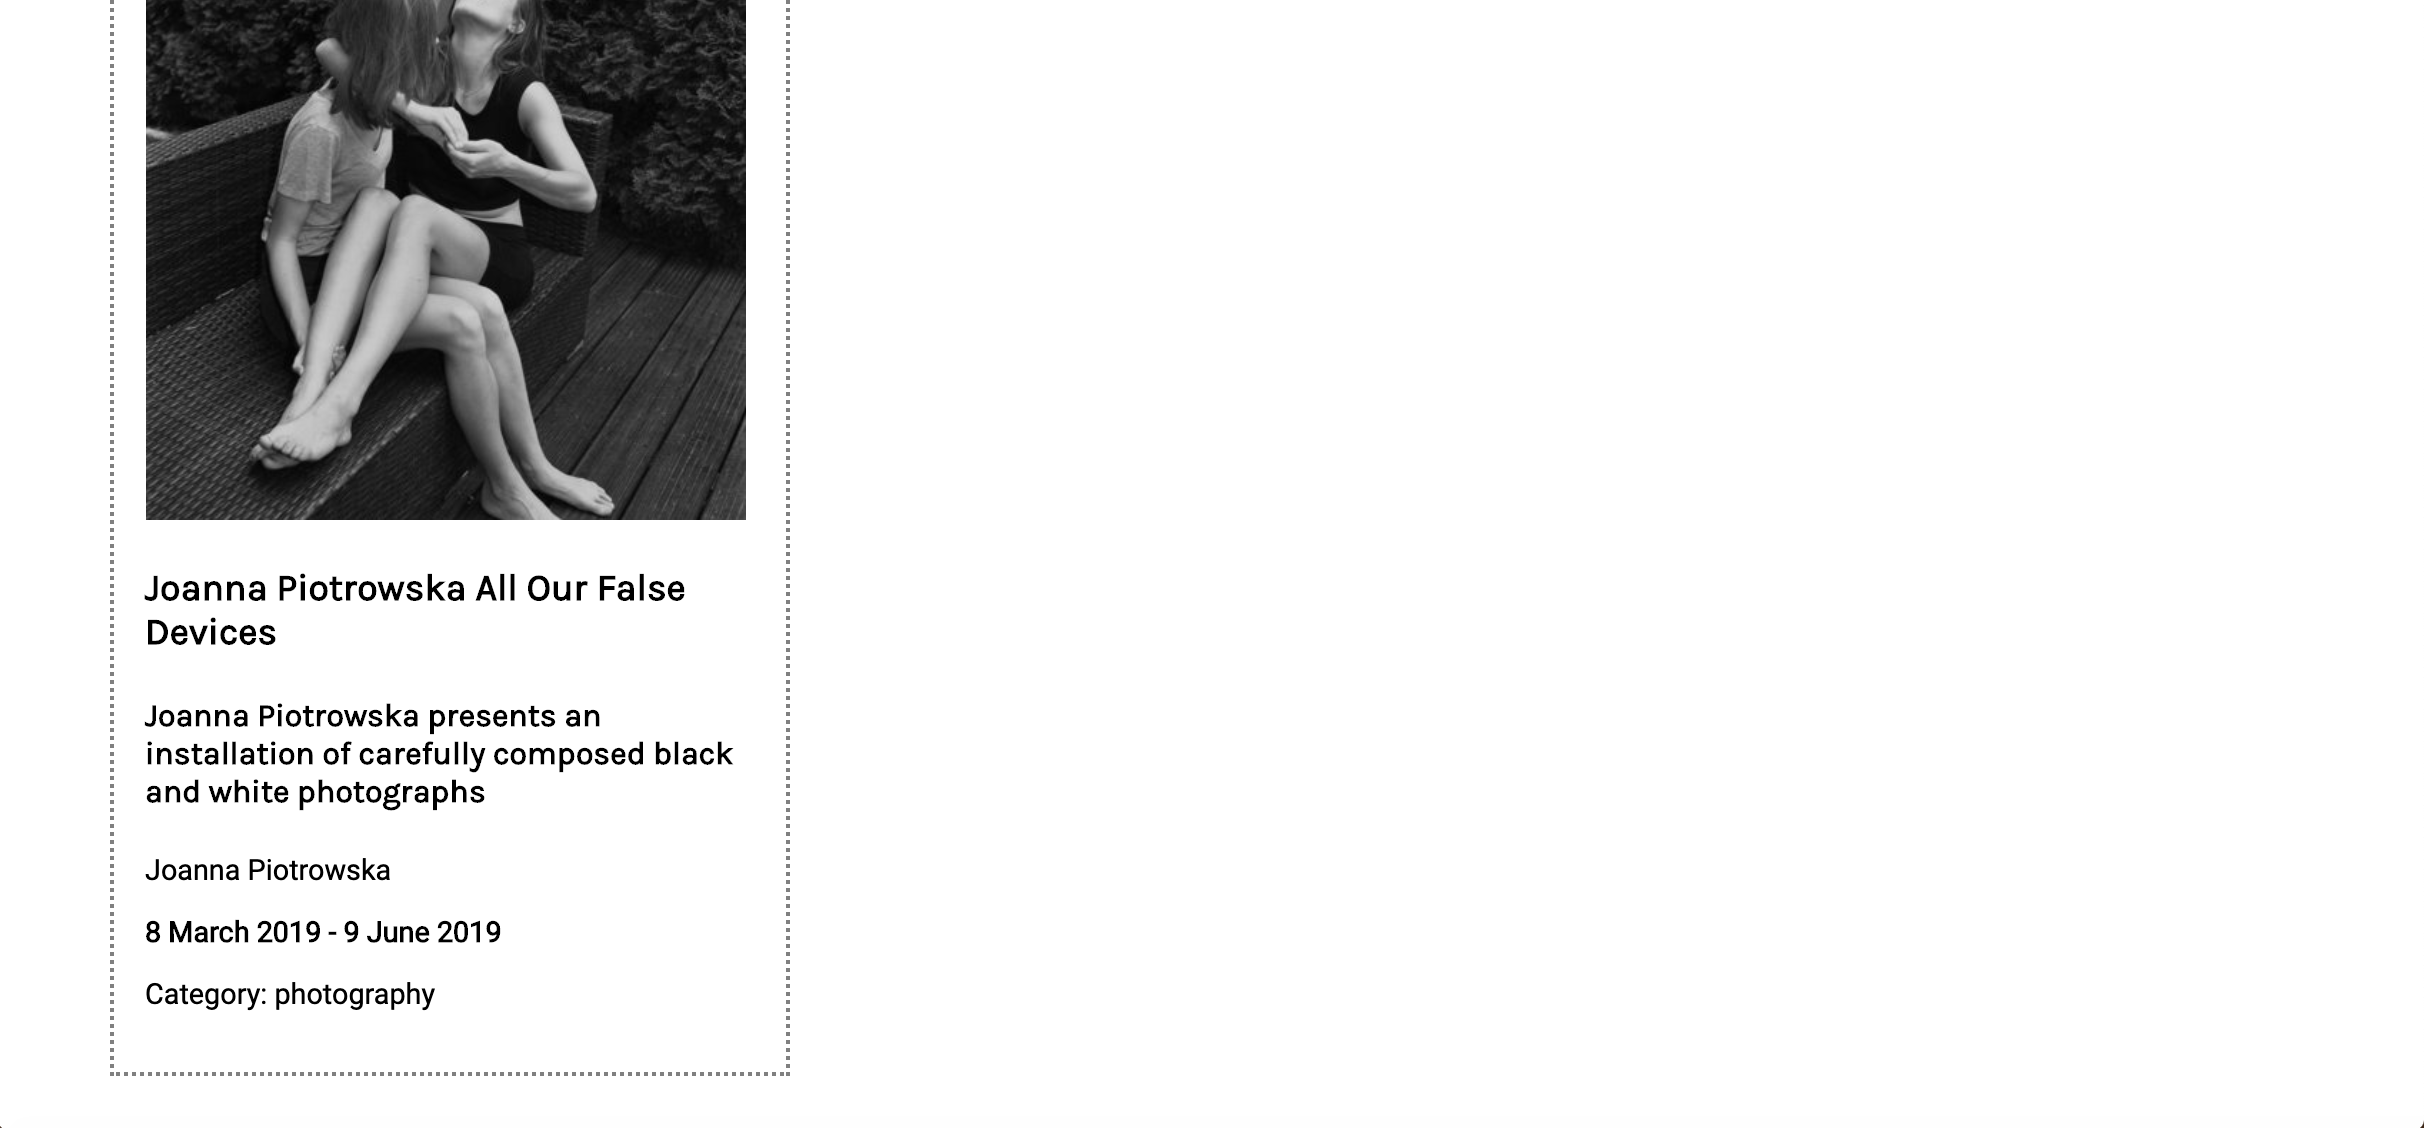 Joanna Piotrowska All Our False
Devices
Joanna Piotrowska presents an
installation of carefully composed black
and white photographs
Joanna Piotrowska
8 March 2019 - 9 June 2019
Category: photography